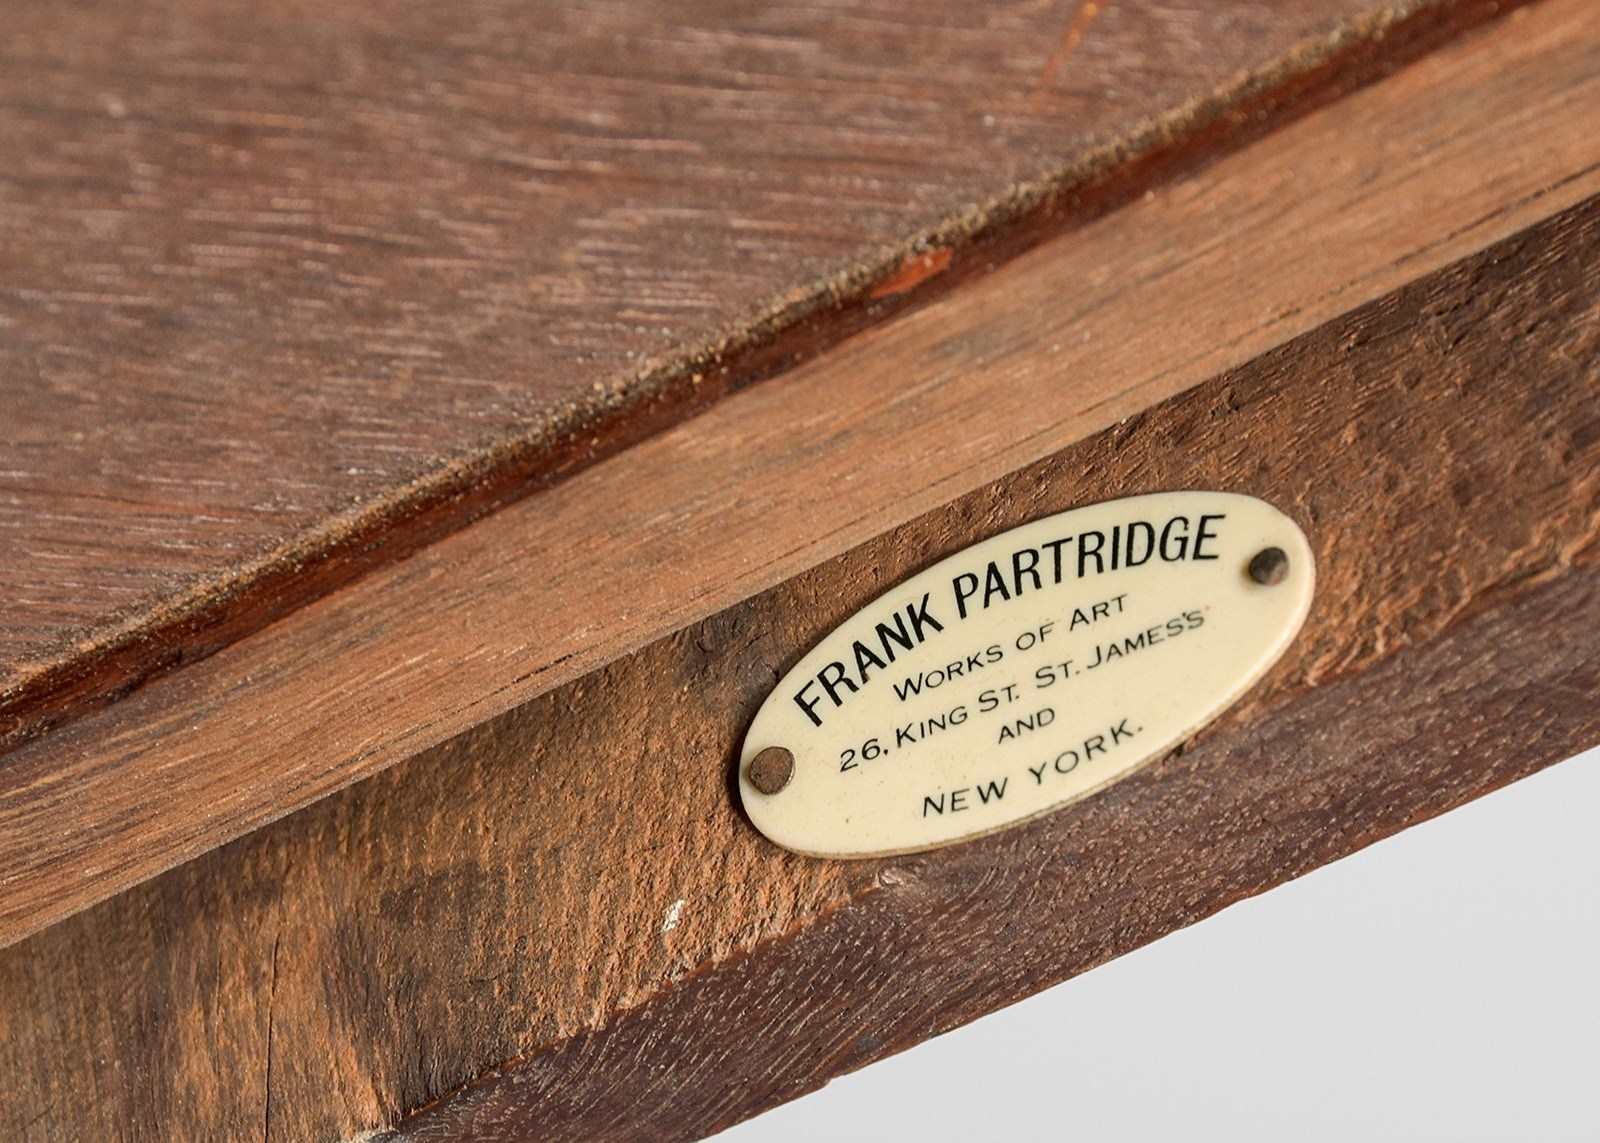 FRANK PARTRIDGE
WORKS OF ART
26, KING ST. ST. JAMES'S
AND
NEW YORK.